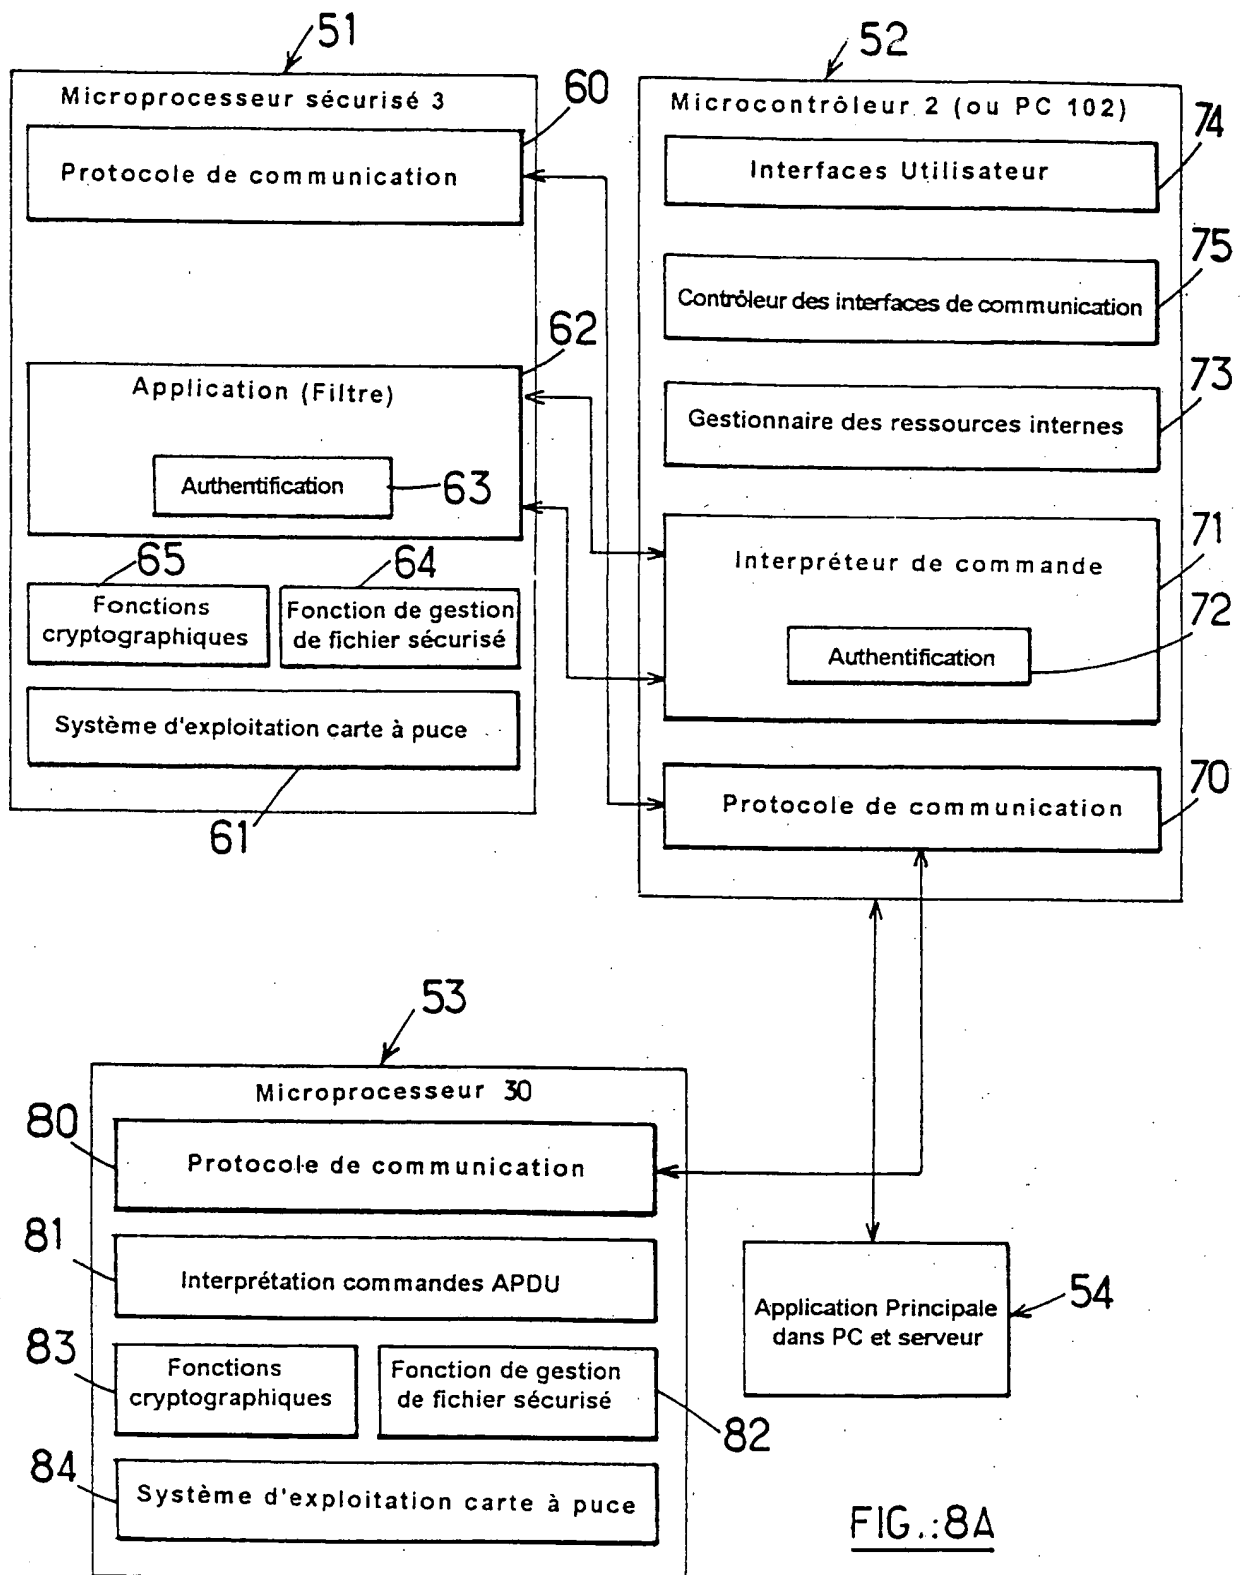 51
Microprocesseur sécurisé 3
60
Protocole de communication
62
Application (Filtre)
Authentification
63
65
64
Fonctions
cryptographiques
Fonction de gestion
de fichier sécurisé
Système d'exploitation carte à puce
61
52
Microcontrôleur 2 (ou PC 102)
74
Interfaces Utilisateur
75
Contrôleur des interfaces de communication
73
Gestionnaire des ressources internes
71
Interpréteur de commande
72
Authentification
70
Protocole de communication
53
Microprocesseur 30
80
Protocole de communication
81
Interprétation commandes APDU
83
Fonctions
cryptographiques
Fonction de gestion
de fichier sécurisé
82
84
Système d'exploitation carte à puce
54
Application Principale
dans PC et serveur
FIG.:8A